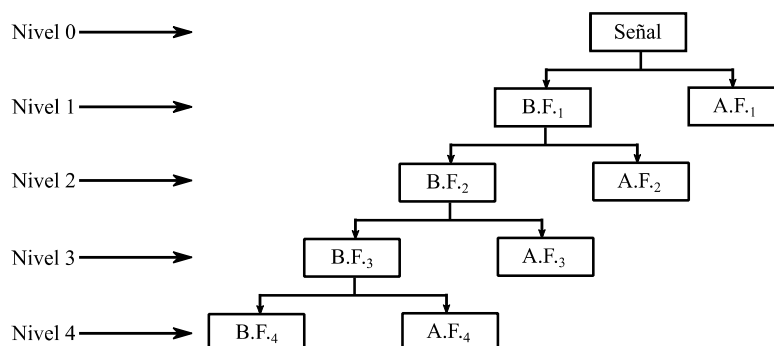 Nivel 0 Señal
Nivel 1 B.F.₁ A.F.₁
Nivel 2 B.F.₂ A.F.₂
Nivel 3 B.F.₃ A.F.₃
Nivel 4 B.F.₄ A.F.₄